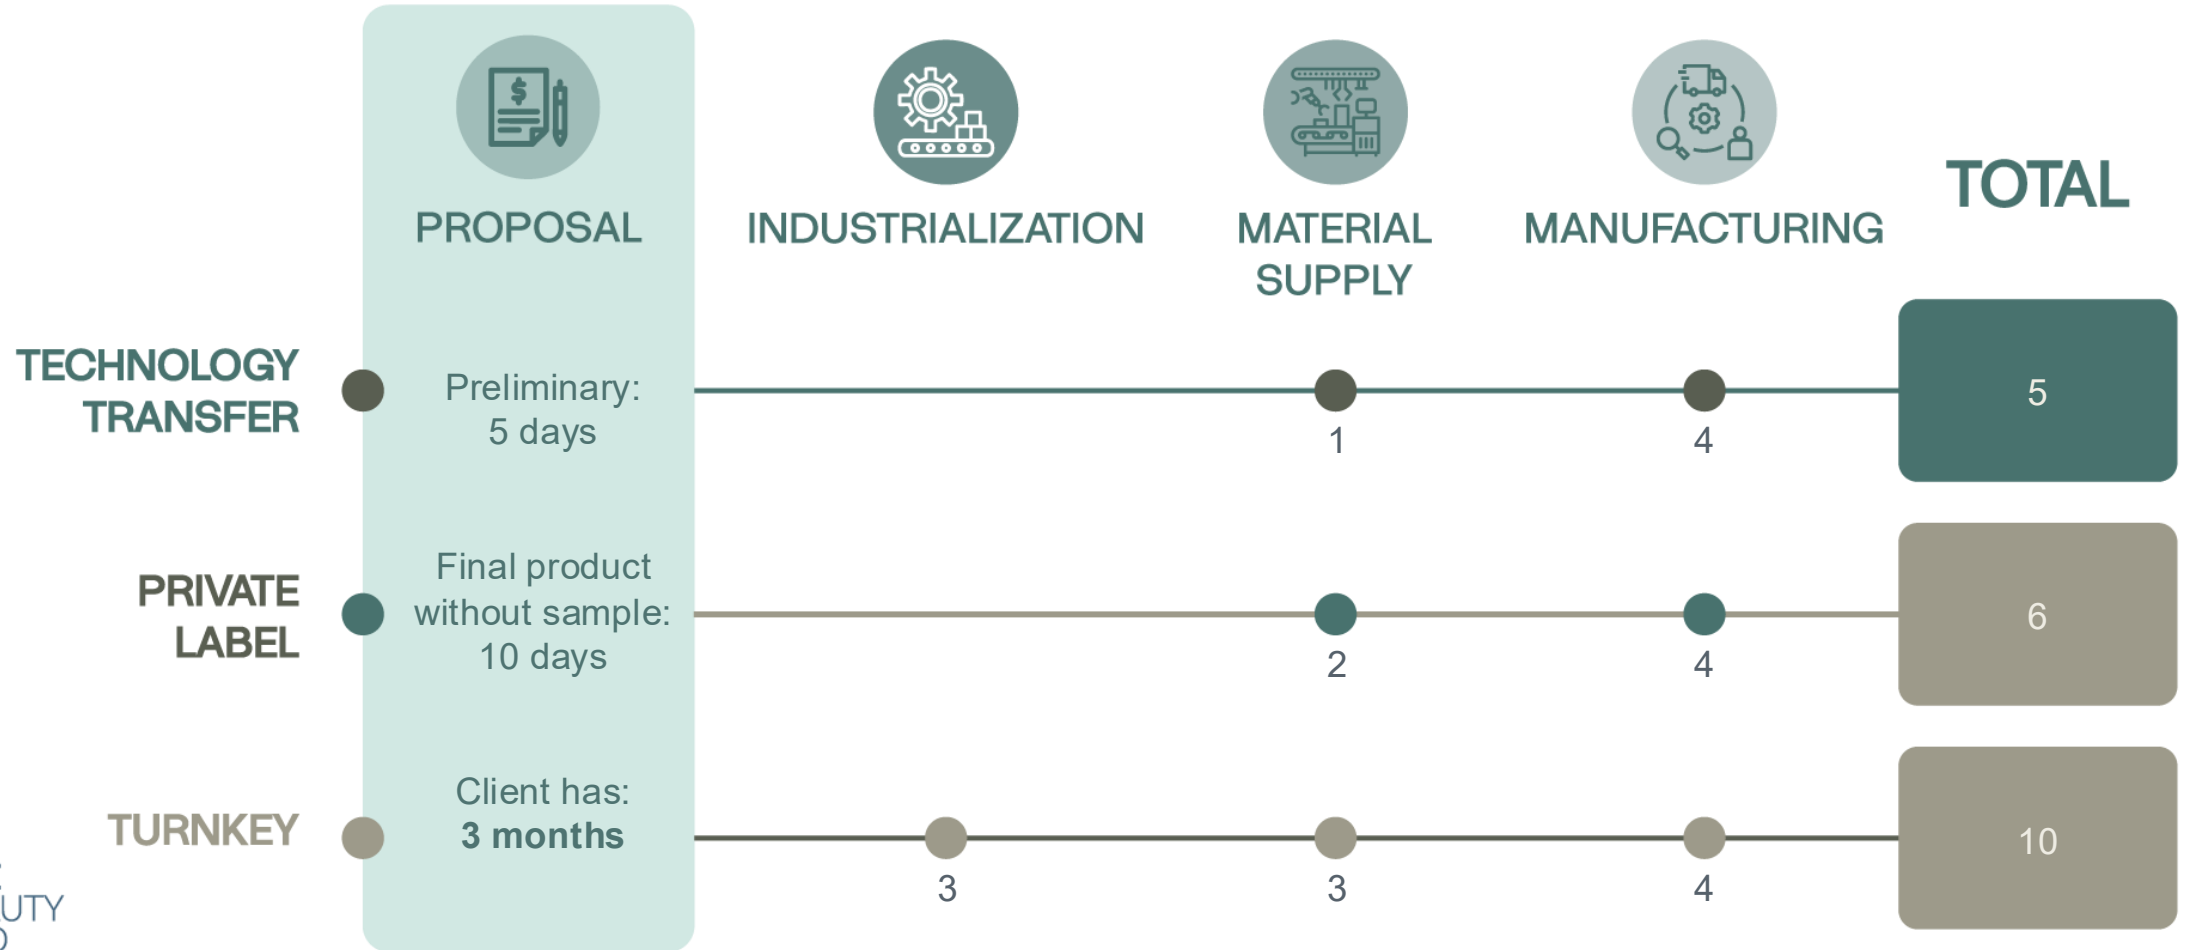 PROPOSAL
INDUSTRIALIZATION
MATERIAL
SUPPLY
MANUFACTURING
TOTAL
TECHNOLOGY
TRANSFER
Preliminary:
5 days
1
4
5
PRIVATE
LABEL
Final product
without sample:
10 days
2
4
6
TURNKEY
Client has:
3 months
3
3
4
10
UTY